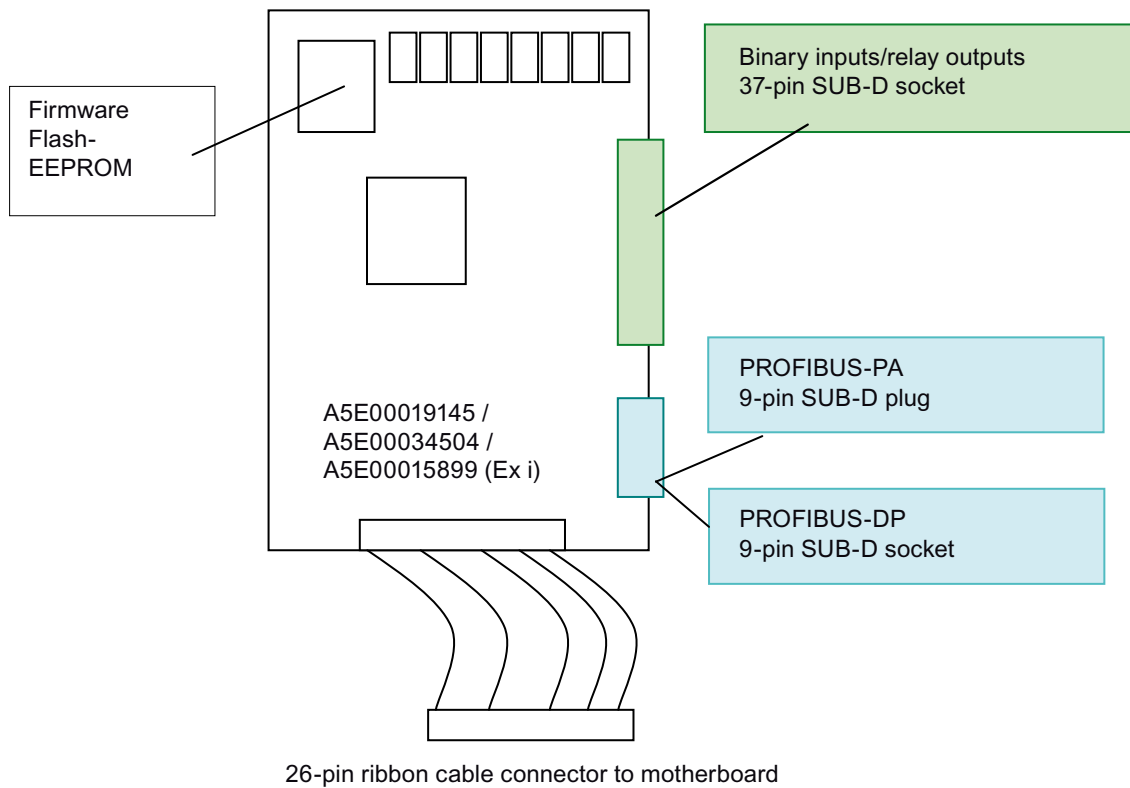 Binary inputs/relay outputs
37-pin SUB-D socket
Firmware
Flash-
EEPROM
PROFIBUS-PA
9-pin SUB-D plug
A5E00019145 /
A5E00034504 /
A5E00015899 (Ex i)
PROFIBUS-DP
9-pin SUB-D socket
26-pin ribbon cable connector to motherboard